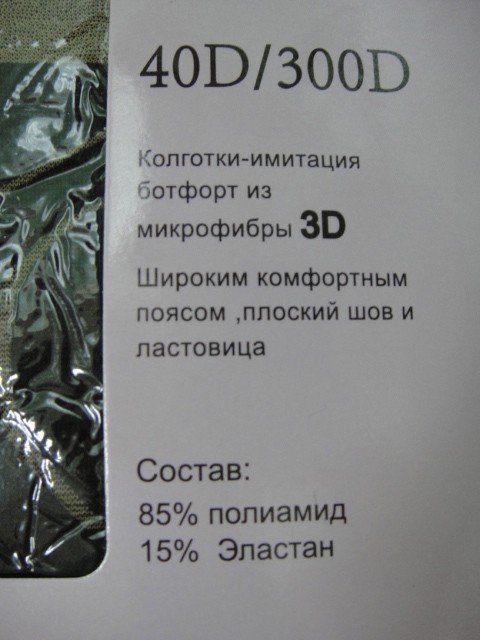 40D/300D
Колготки-имитация
ботфорт из
микрофибры 3D
Широким комфортным
поясом ,плоский шов и
ластовица
Состав:
85% полиамид
15% Эластан